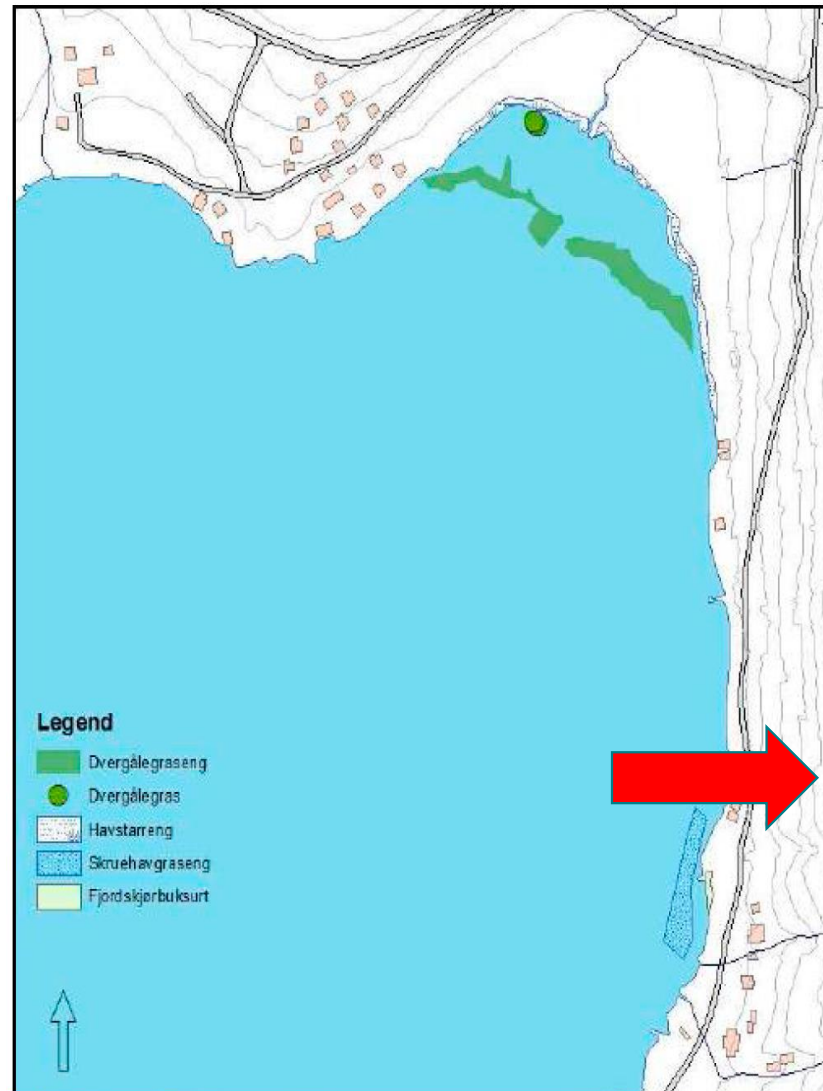 Legend
Dvergålegraseng
Dvergålegras
Havstarreng
Skruehavgraseng
Fjordskjørbuksurt